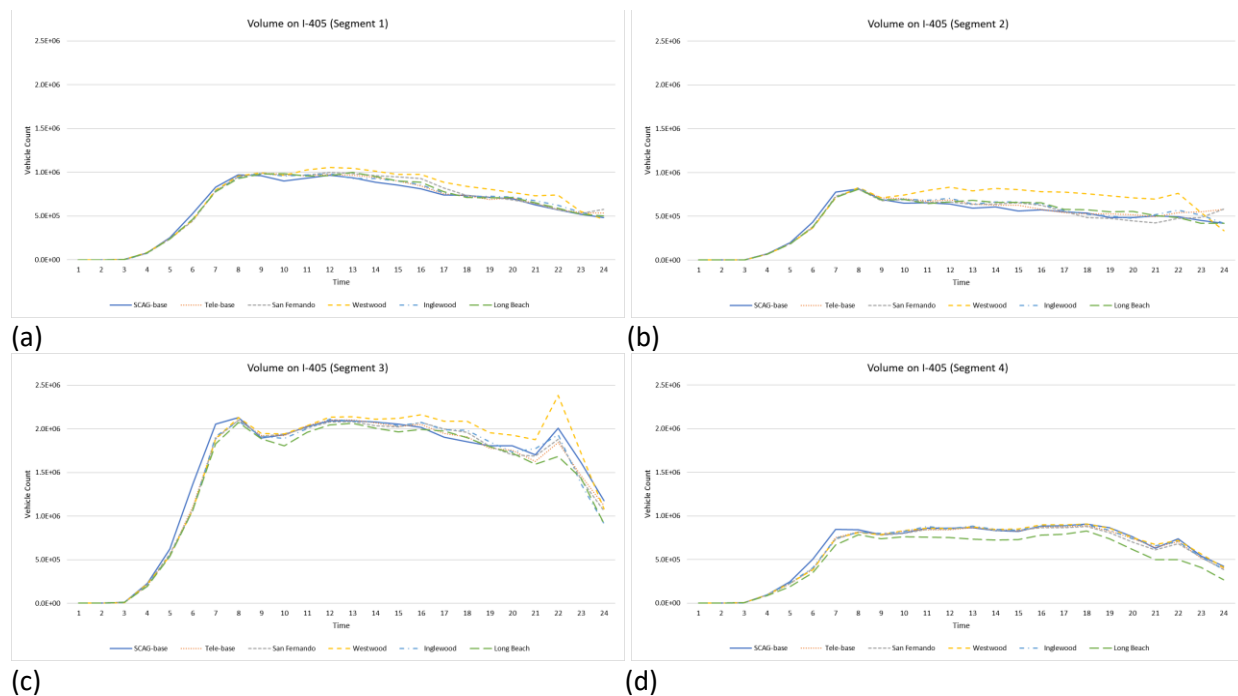 Volume on I-405 (Segment 1)
2.5E+06
2.0E+06
1.5E+06
1.0E+06
5.0E+05
0.0E+00
Vehicle Count
1 2 3 4 5 6 7 8 9 10 11 12 13 14 15 16 17 18 19 20 21 22 23 24
Time
SCAG-base Tele-base San Fernando Westwood Inglewood Long Beach
(a)
Volume on I-405 (Segment 2)
2.5E+06
2.0E+06
1.5E+06
1.0E+06
5.0E+05
0.0E+00
Vehicle Count
1 2 3 4 5 6 7 8 9 10 11 12 13 14 15 16 17 18 19 20 21 22 23 24
Time
SCAG-base Tele-base San Fernando Westwood Inglewood Long Beach
(b)
Volume on I-405 (Segment 3)
2.5E+06
2.0E+06
1.5E+06
1.0E+06
5.0E+05
0.0E+00
Vehicle Count
1 2 3 4 5 6 7 8 9 10 11 12 13 14 15 16 17 18 19 20 21 22 23 24
Time
SCAG-base Tele-base San Fernando Westwood Inglewood Long Beach
(c)
Volume on I-405 (Segment 4)
2.5E+06
2.0E+06
1.5E+06
1.0E+06
5.0E+05
0.0E+00
Vehicle Count
1 2 3 4 5 6 7 8 9 10 11 12 13 14 15 16 17 18 19 20 21 22 23 24
Time
SCAG-base Tele-base San Fernando Westwood Inglewood Long Beach
(d)